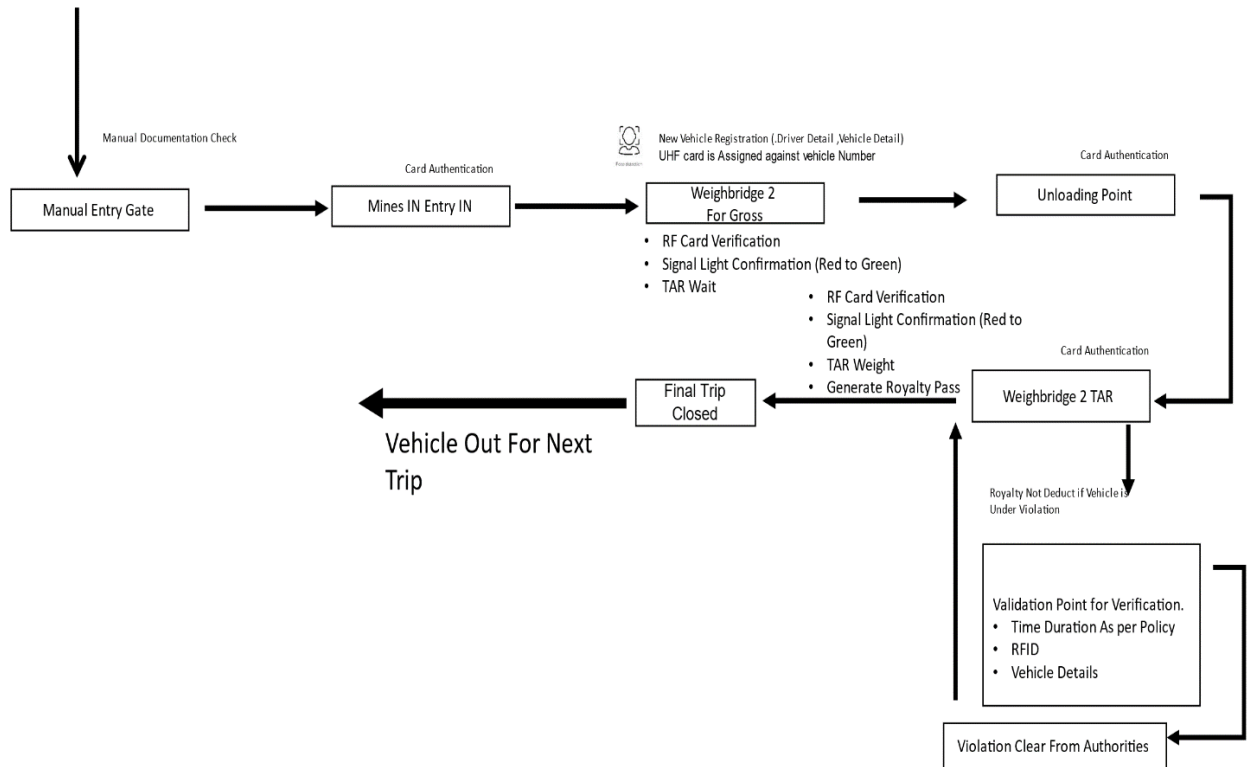 Manual Documentation Check
Manual Entry Gate
Card Authentication
Mines IN Entry IN
New Vehicle Registration (.Driver Detail ,Vehicle Detail)
UHF card is Assigned against vehicle Number
Weighbridge 2
For Gross
• RF Card Verification
• Signal Light Confirmation (Red to Green)
• TAR Wait
Card Authentication
Unloading Point
• RF Card Verification
• Signal Light Confirmation (Red to
Green)
• TAR Weight
• Generate Royalty Pass
Card Authentication
Weighbridge 2 TAR
Final Trip
Closed
Vehicle Out For Next
Trip
Royalty Not Deduct if Vehicle is
Under Violation
Validation Point for Verification.
• Time Duration As per Policy
• RFID
• Vehicle Details
Violation Clear From Authorities